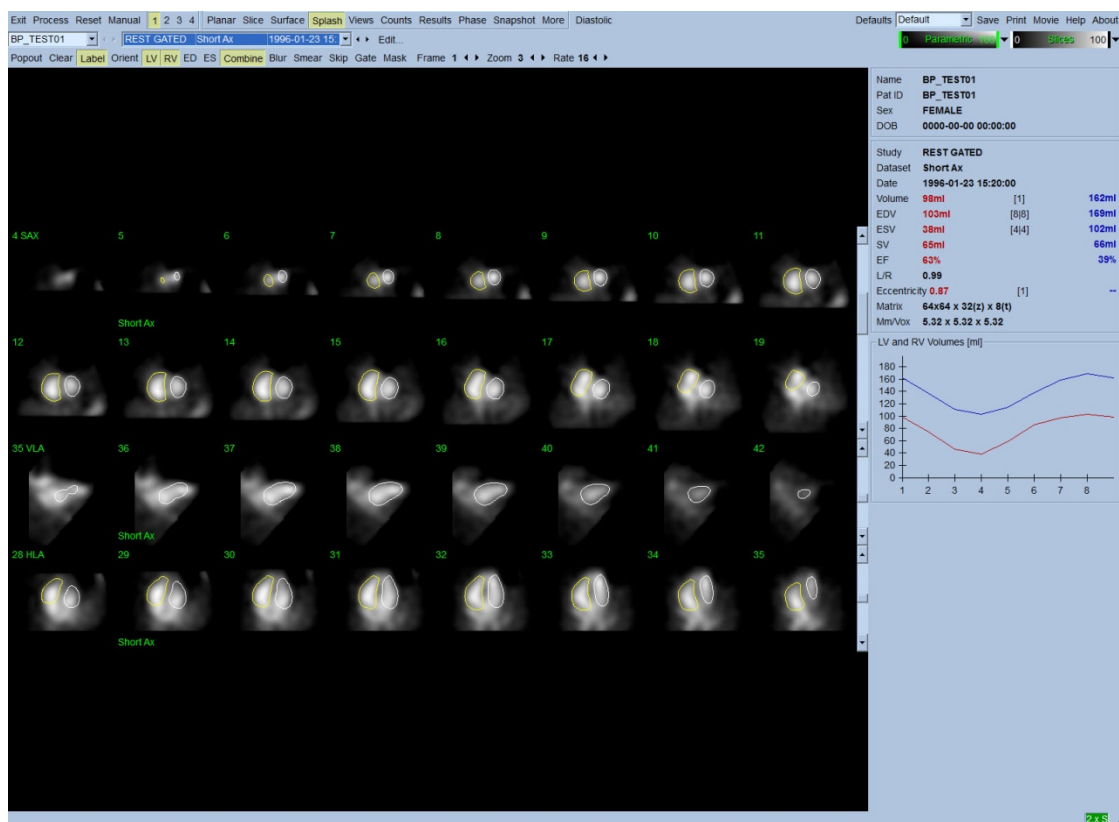 Exit Process Reset Manual 1 2 3 4 Planar Slice Surface Splash Views Counts Results Phase Snapshot More Diastolic Defaults Default Save Print Movie Help About
BP_TEST01 REST GATED Short Ax 1996-01-23 15: Edit... 0 Parametric 100 0 Slices 100
Popout Clear Label Orient LV RV ED ES Combine Blur Smear Skip Gate Mask Frame 1 Zoom 3 Rate 16
Name BP_TEST01
Pat ID BP_TEST01
Sex FEMALE
DOB 0000-00-00 00:00:00
Study REST GATED
Dataset Short Ax
Date 1996-01-23 15:20:00
Volume 98ml [1] 162ml
EDV 103ml [8|8] 169ml
ESV 38ml [4|4] 102ml
SV 65ml 66ml
EF 63% 39%
L/R 0.99
Eccentricity 0.87 [1] --
Matrix 64x64 x 32(z) x 8(t)
Mm/Vox 5.32 x 5.32 x 5.32
LV and RV Volumes [ml]
180
160
140
120
100
80
60
40
20
0
1 2 3 4 5 6 7 8
4 SAX 5 6 7 8 9 10 11
Short Ax
12 13 14 15 16 17 18 19
35 VLA 36 37 38 39 40 41 42
Short Ax
28 HLA 29 30 31 32 33 34 35
Short Ax
2 x S